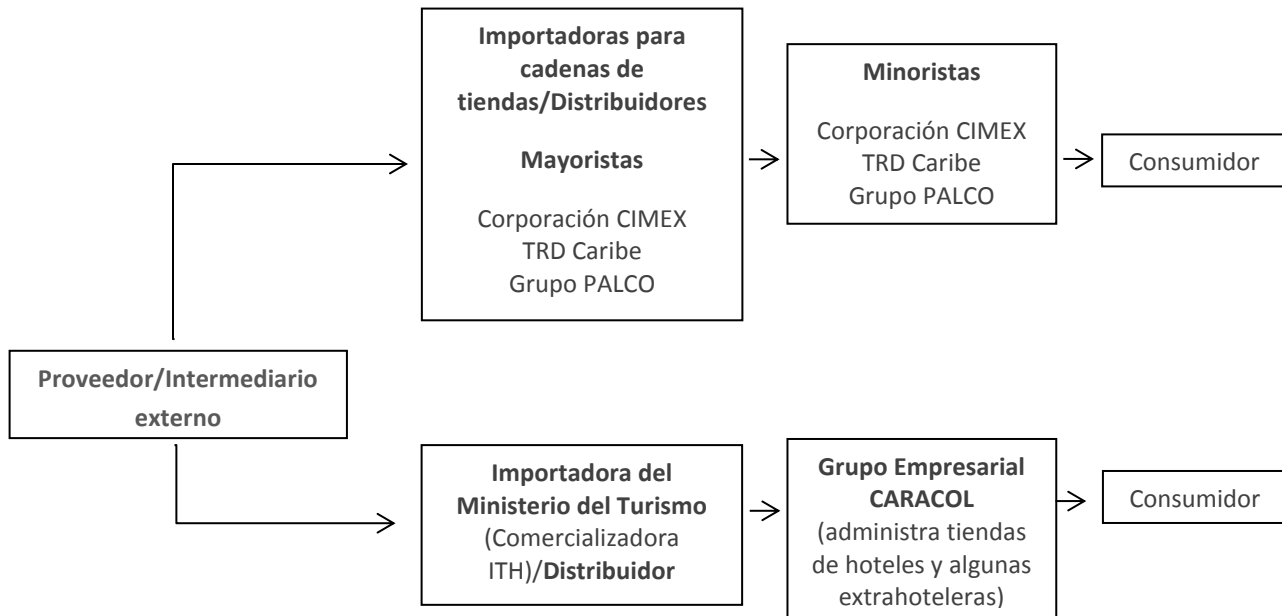 Importadoras para
cadenas de
tiendas/Distribuidores
Mayoristas
Corporación CIMEX
TRD Caribe
Grupo PALCO
Minoristas
Corporación CIMEX
TRD Caribe
Grupo PALCO
Consumidor
Proveedor/Intermediario
externo
Importadora del
Ministerio del Turismo
(Comercializadora
ITH)/Distribuidor
Grupo Empresarial
CARACOL
(administra tiendas
de hoteles y algunas
extrahoteleras)
Consumidor